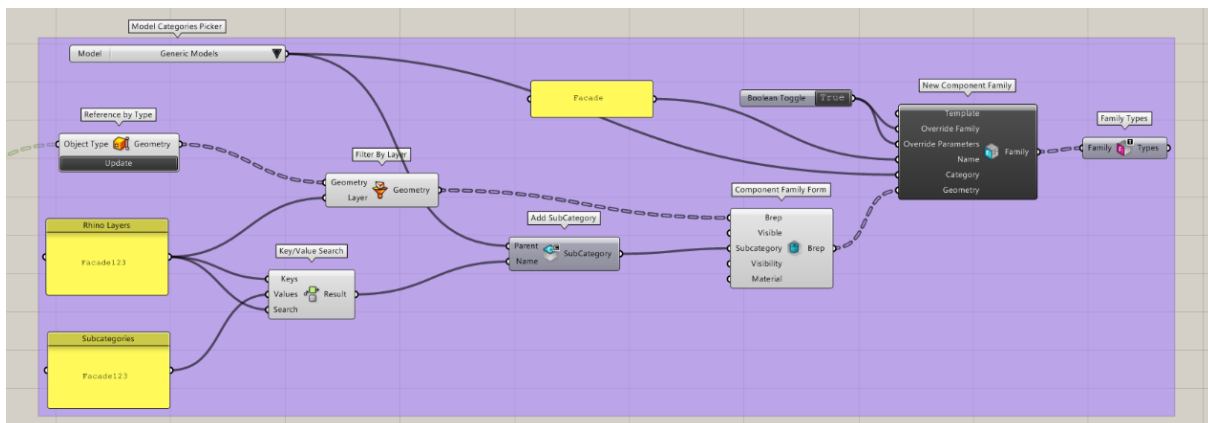 Model Categories Picker
Model Generic Models
Reference by Type
Object Type Geometry
Update
Rhino Layers
Facade123
Subcategories
Facade123
Filter By Layer
Geometry Geometry
Layer
Key/Value Search
Keys
Values Result
Search
Facade
Add SubCategory
Parent SubCategory
Name
Boolean Toggle True
Component Family Form
Brep
Visible
Subcategory Brep
Visibility
Material
New Component Family
Template
Override Family
Override Parameters Family
Name
Category
Geometry
Family Types
Family Types